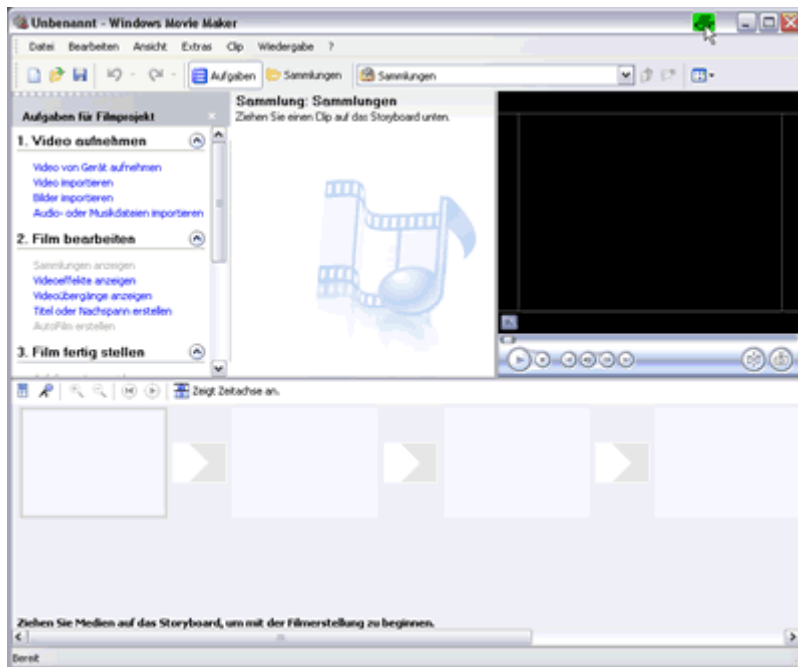 Unbenannt - Windows Movie Maker
Datei Bearbeiten Ansicht Extras Clip Wiedergabe ?
Aufgaben Sammlungen Sammlungen
Aufgaben für Filmprojekt
1. Video aufnehmen
Video von Gerät aufnehmen
Video importieren
Bilder importieren
Audio- oder Musikdateien importieren
2. Film bearbeiten
Sammlungen anzeigen
Videoeffekte anzeigen
Videoübergänge anzeigen
Titel oder Nachspann erstellen
AutoFilm erstellen
3. Film fertig stellen
Sammlung: Sammlungen
Ziehen Sie einen Clip auf das Storyboard unten.
Zeigt Zeitachse an.
Ziehen Sie Medien auf das Storyboard, um mit der Filmerstellung zu beginnen.
Bereit